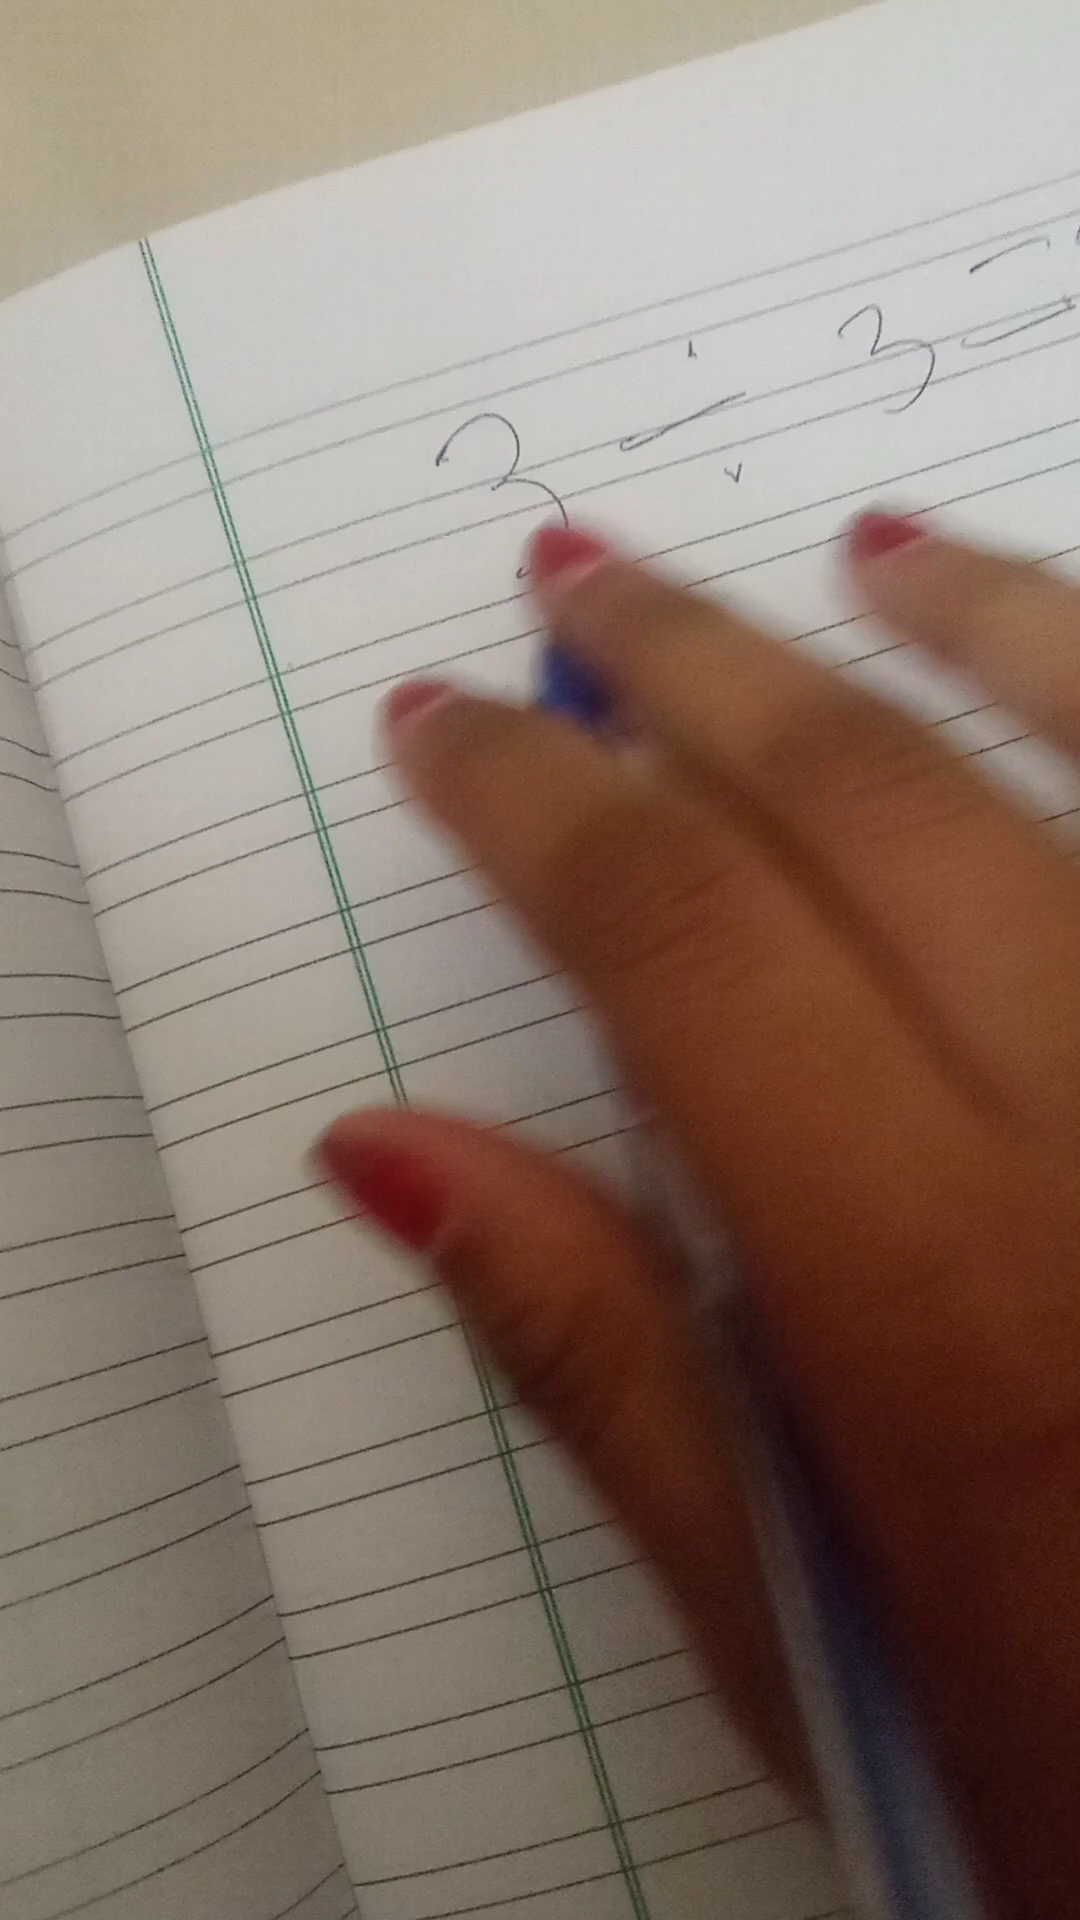 3 ÷ 3 =